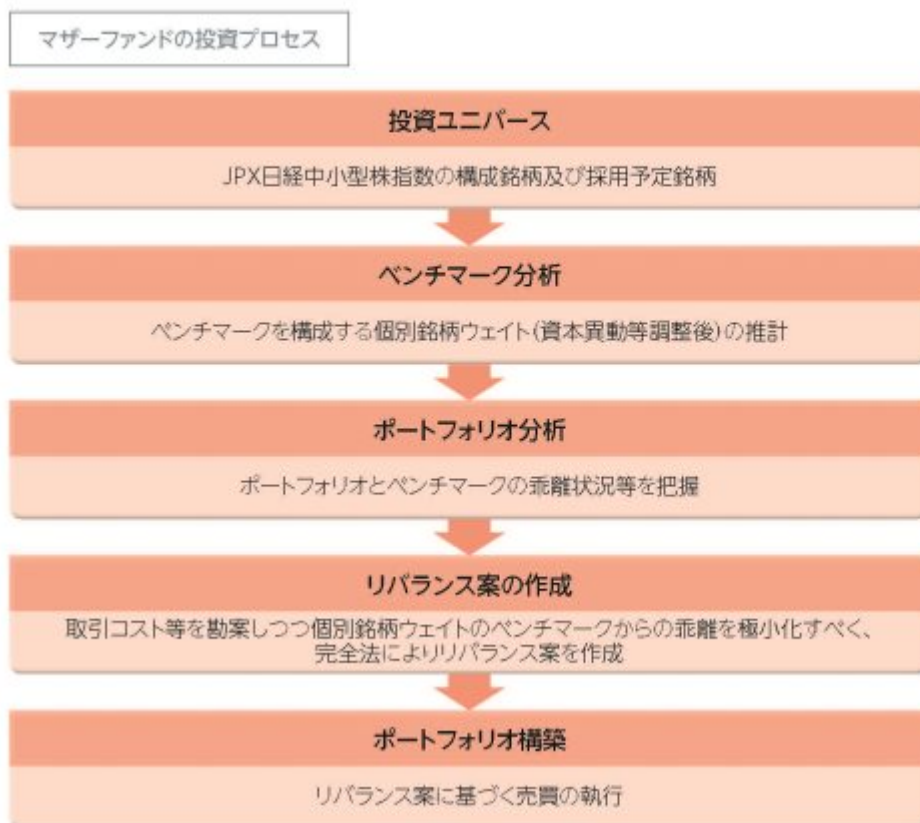 マザーファンドの投資プロセス
投資ユニバース
JPX日経中小型株指数の構成銘柄及び採用予定銘柄
ベンチマーク分析
ベンチマークを構成する個別銘柄ウェイト(資本異動等調整後)の推計
ポートフォリオ分析
ポートフォリオとベンチマークの乖離状況等を把握
リバランス案の作成
取引コスト等を勘案しつつ個別銘柄ウェイトのベンチマークからの乖離を極小化すべく、
完全法によりリバランス案を作成
ポートフォリオ構築
リバランス案に基づく売買の執行